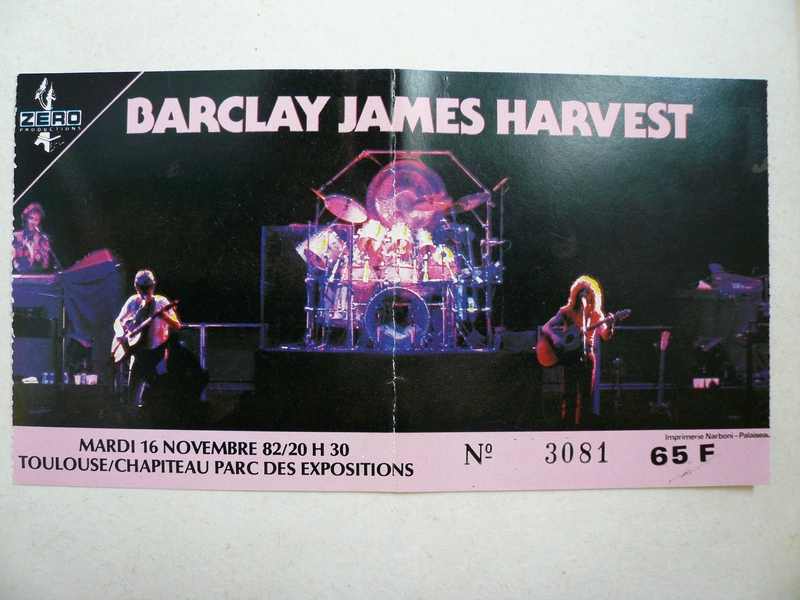 ZERO
PRODUCTIONS
BARCLAY JAMES HARVEST
Imprimerie Narboni - Palaiseau
MARDI 16 NOVEMBRE 82/20 H 30
TOULOUSE/CHAPITEAU PARC DES EXPOSITIONS
Nº 3081
65 F